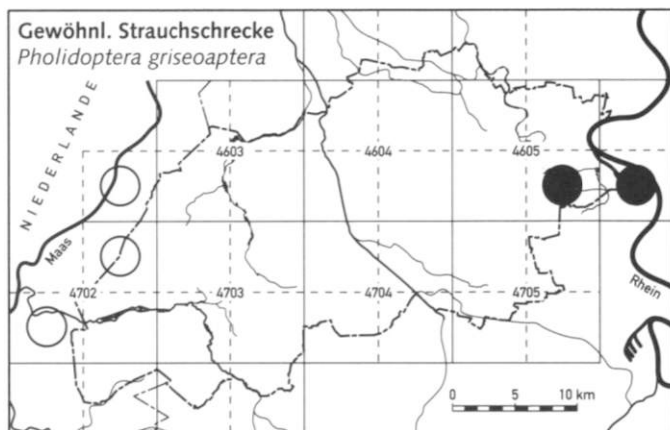 Gewöhnl. Strauchschrecke
Pholidoptera griseoaptera
NIEDERLANDE
Maas
4603
4604
4605
4702
4703
4704
4705
Rhein
0 5 10 km